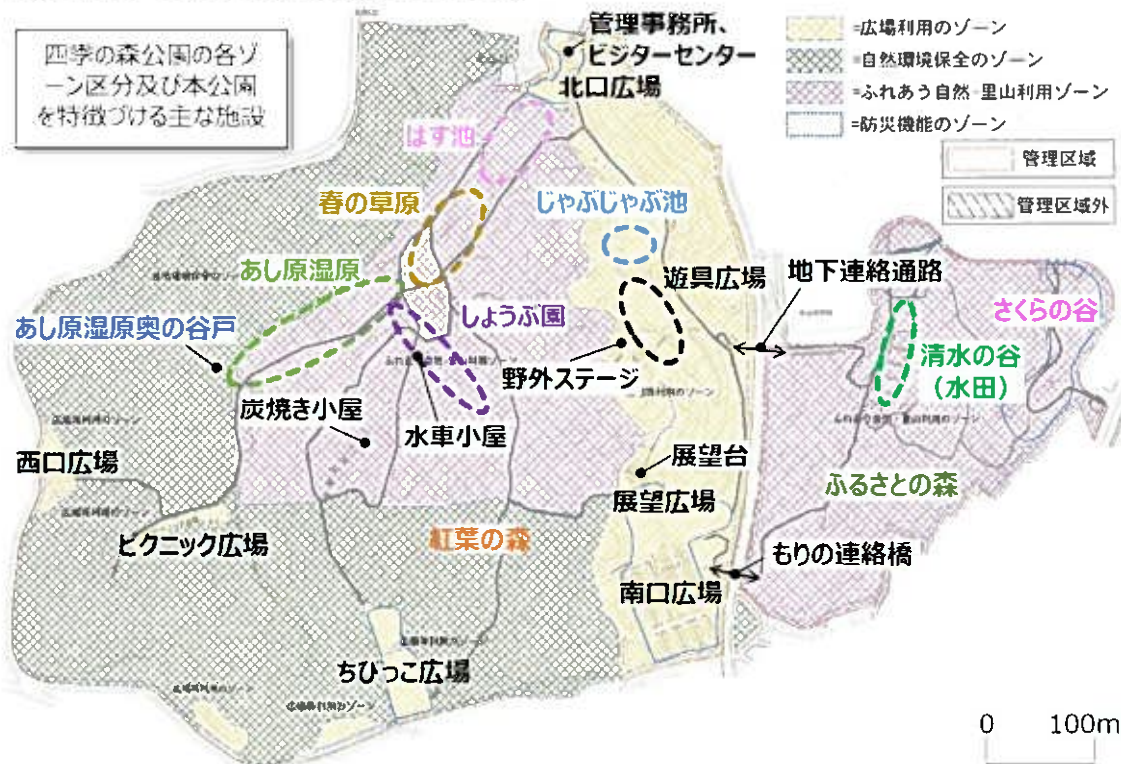 四季の森公園の各ゾ
ーン区分及び本公園
を特徴づける主な施設
管理事務所、
ビジターセンター
北口広場
=広場利用のゾーン
=自然環境保全のゾーン
=ふれあう自然・里山利用ゾーン
=防災機能のゾーン
管理区域
管理区域外
はす池
春の草原
じゃぶじゃぶ池
あし原湿原
遊具広場
地下連絡通路
さくらの谷
あし原湿原奥の谷戸
しょうぶ園
清水の谷
(水田)
野外ステージ
炭焼き小屋
水車小屋
西口広場
展望台
展望広場
ふるさとの森
ピクニック広場
紅葉の森
もりの連絡橋
南口広場
ちびっこ広場
0 100m